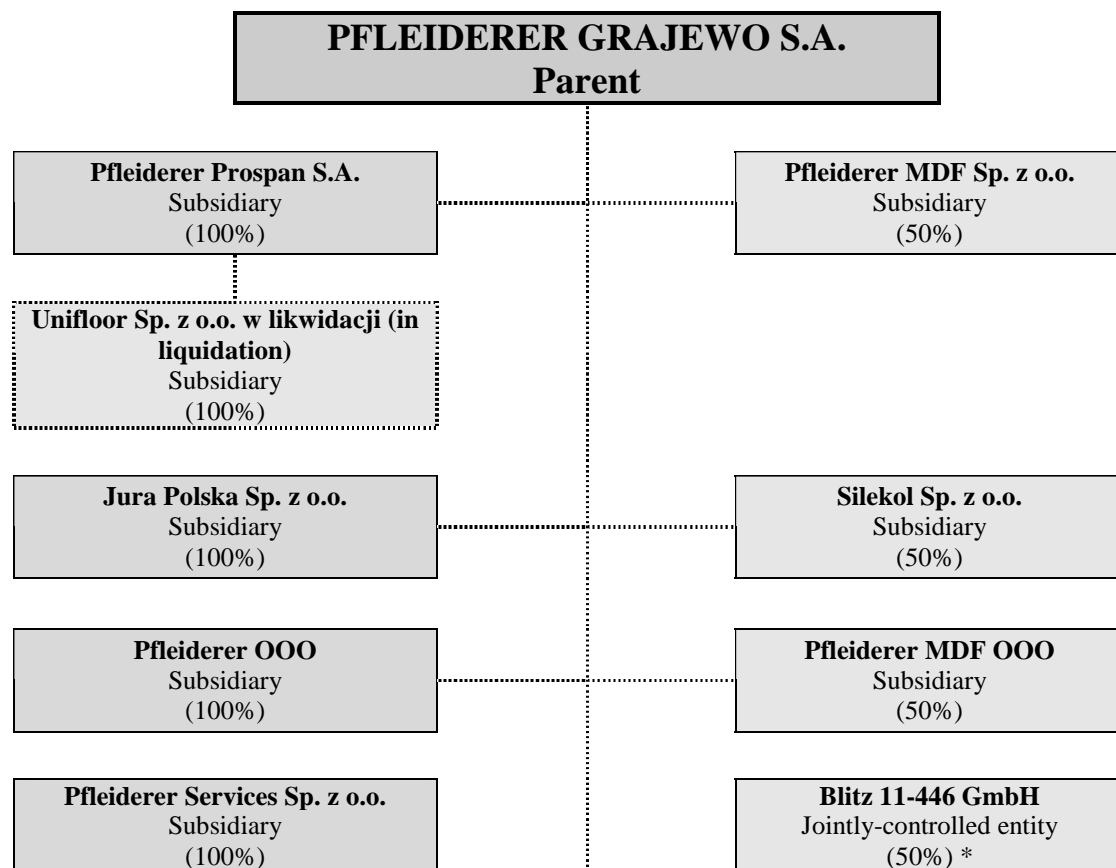 PFLEIDERER GRAJEWO S.A.
Parent
Pfleiderer Prospan S.A.
Subsidiary
(100%)
Pfleiderer MDF Sp. z o.o.
Subsidiary
(50%)
Unifloor Sp. z o.o. w likwidacji (in
liquidation)
Subsidiary
(100%)
Jura Polska Sp. z o.o.
Subsidiary
(100%)
Silekol Sp. z o.o.
Subsidiary
(50%)
Pfleiderer OOO
Subsidiary
(100%)
Pfleiderer MDF OOO
Subsidiary
(50%)
Pfleiderer Services Sp. z o.o.
Subsidiary
(100%)
Blitz 11-446 GmbH
Jointly-controlled entity
(50%) *